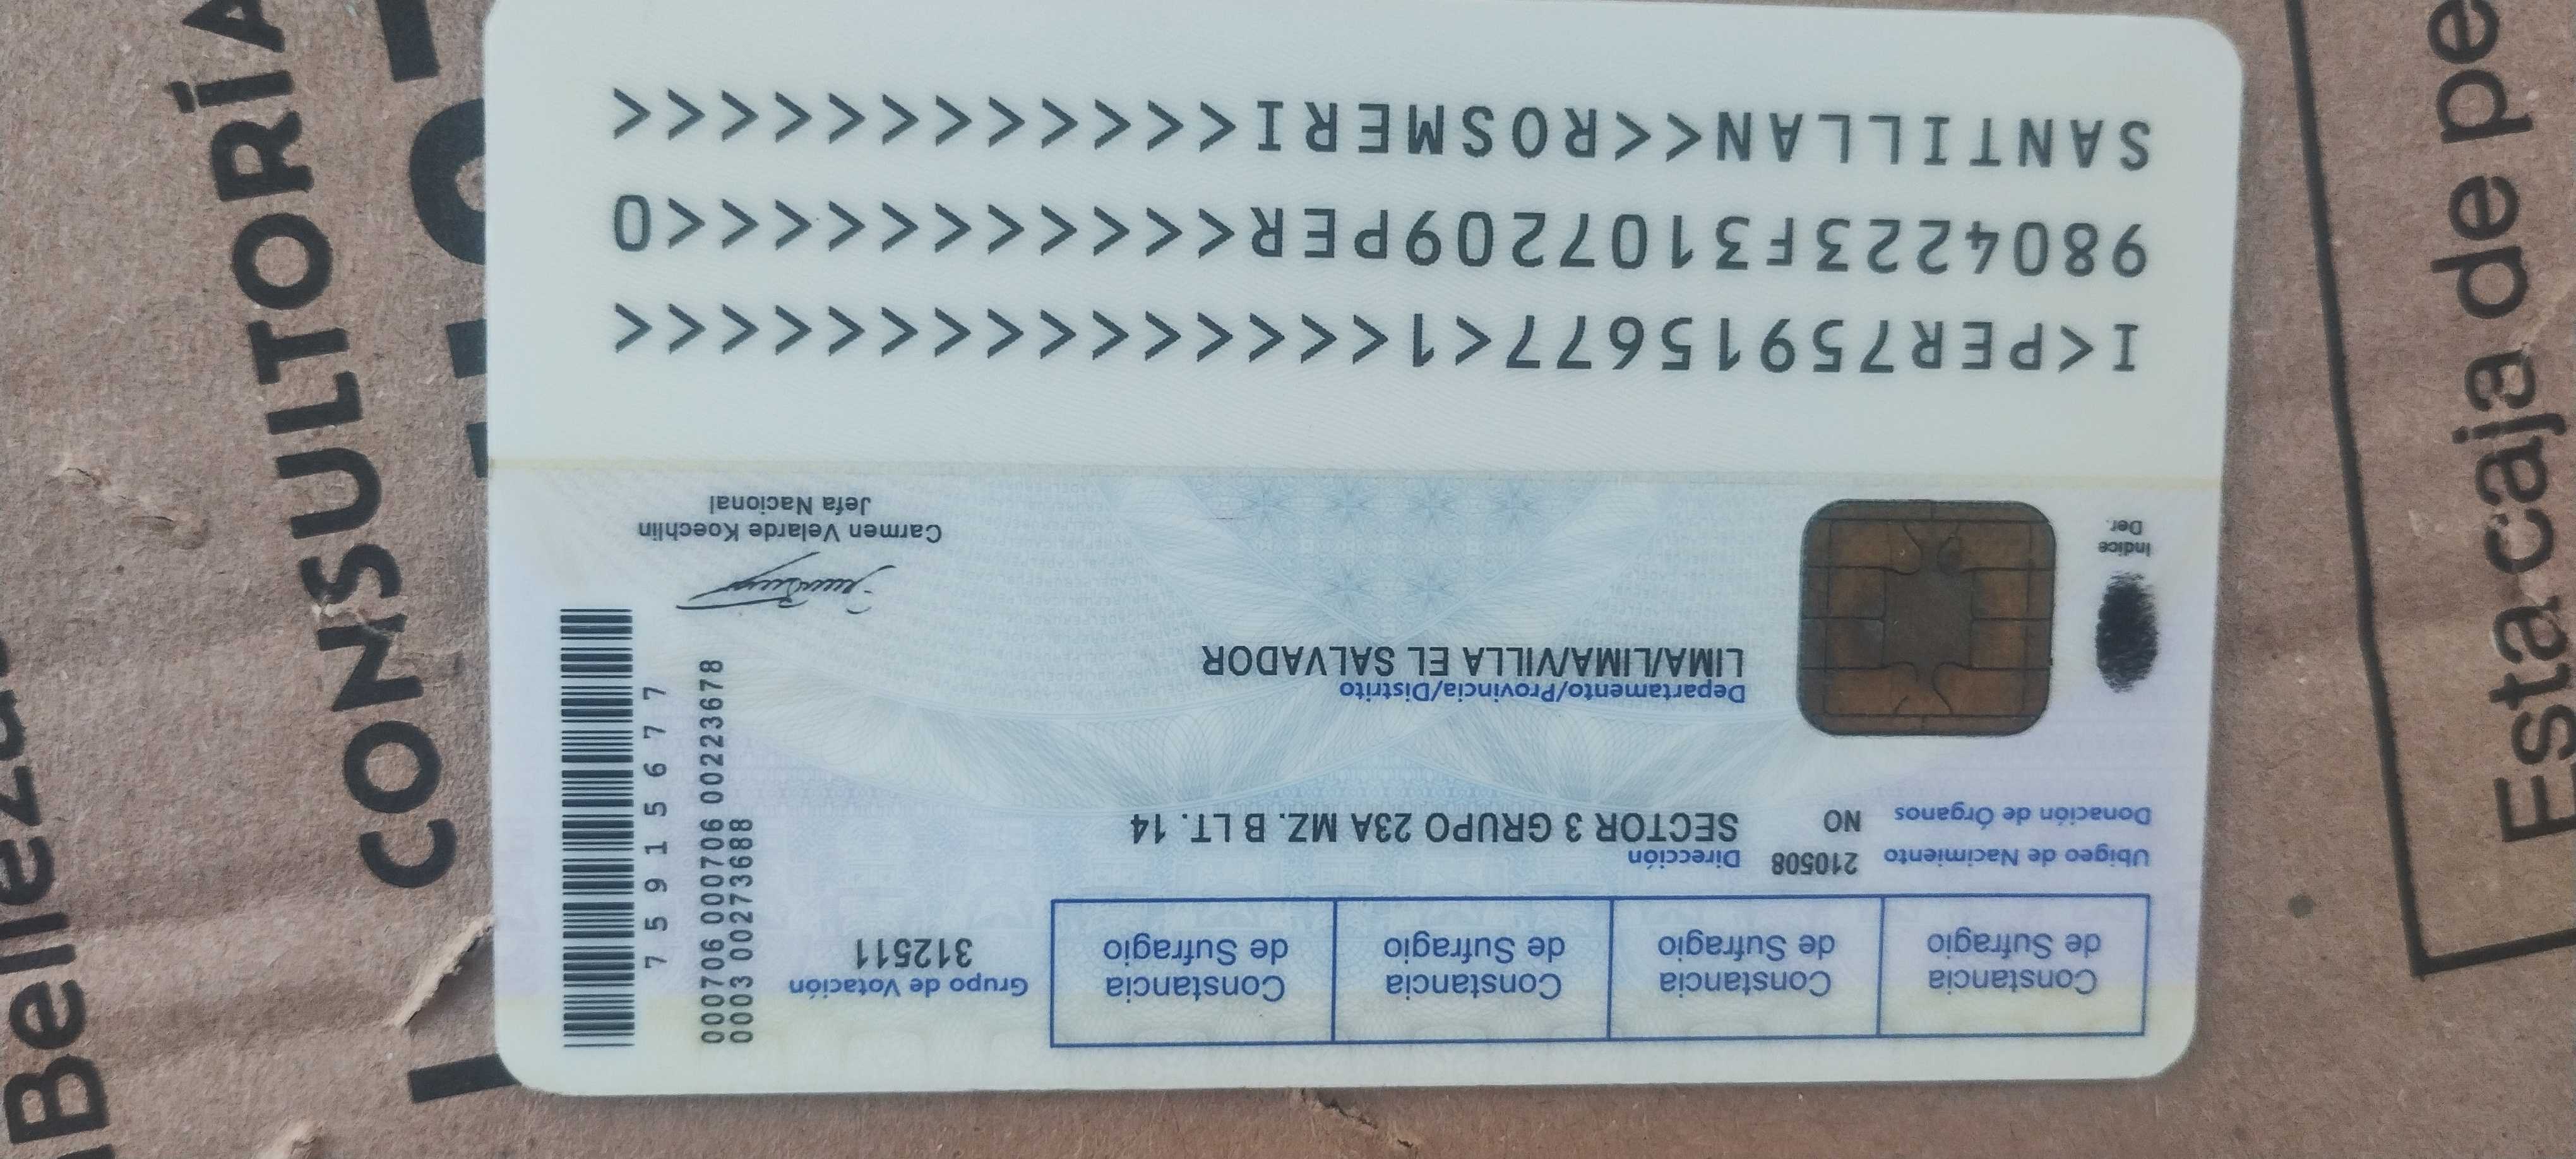 Constancia
de Sufragio
Constancia
de Sufragio
Constancia
de Sufragio
Constancia
de Sufragio
Grupo de Votación
312511
Ubigeo de Nacimiento 210508
Donación de Órganos NO
Dirección
SECTOR 3 GRUPO 23A MZ. B LT. 14
Departamento/Provincia/Distrito
LIMA/LIMA/VILLA EL SALVADOR
Indice
Der.
0003 00273688
000706 000706 00223678
7 5 9 1 5 6 7 7
Carmen Velarde Koechlin
Jefa Nacional
I<PER75915677<1<<<<<<<<<<<<<<<
9804223F3107209PER<<<<<<<<<<<0
SANTILLAN<<ROSMERI<<<<<<<<<<<<
CONSULTORÍA
Esta caja de pe